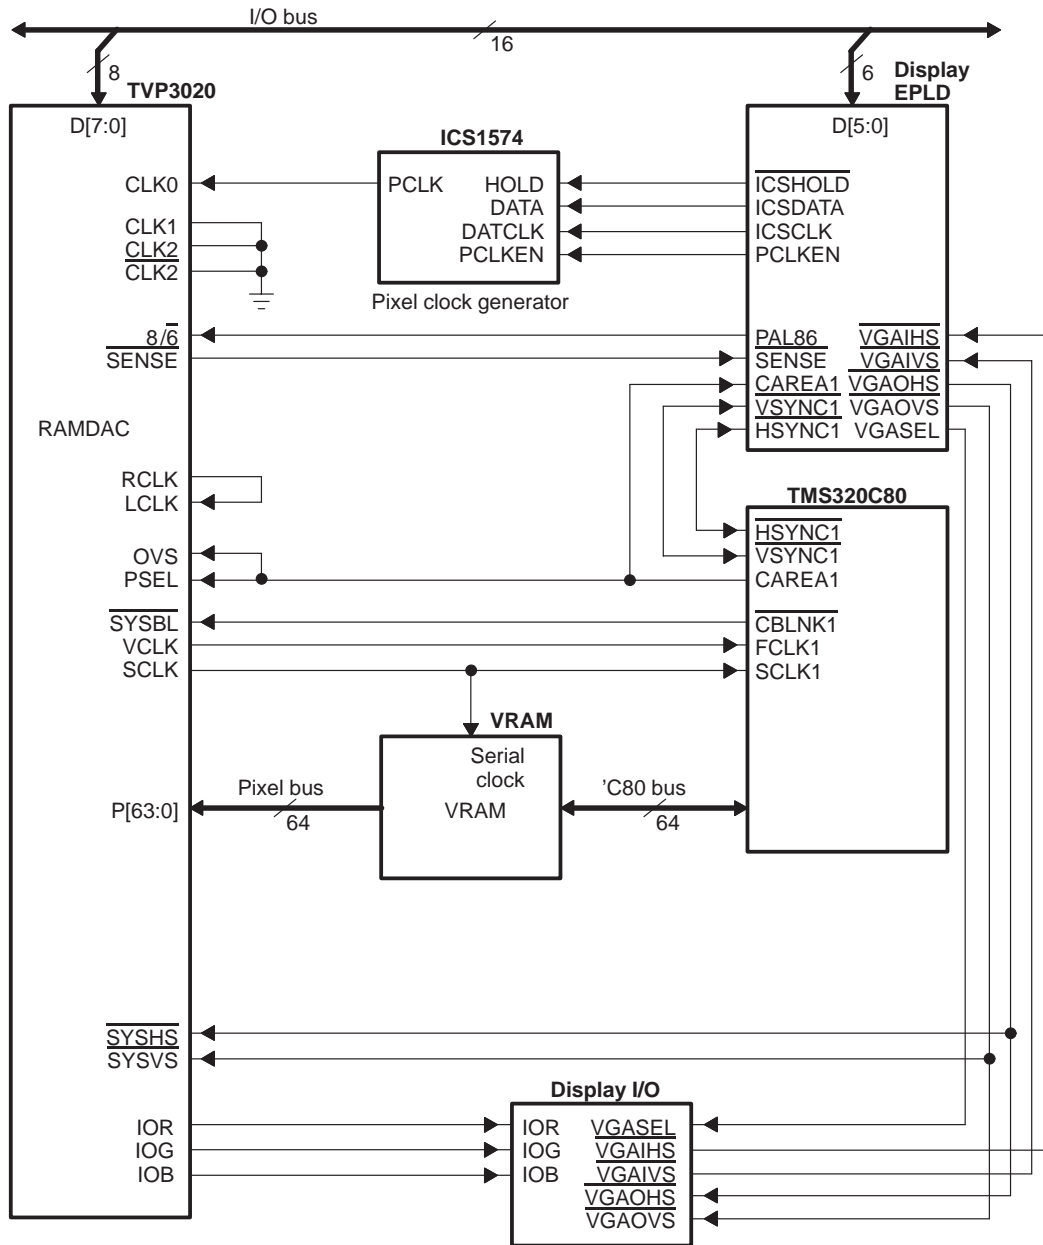 I/O bus
16
8
6
TVP3020
Display
EPLD
D[7:0]
D[5:0]
ICS1574
CLK0
PCLK
HOLD
DATA
DATCLK
PCLKEN
ICSHOLD
ICSDATA
ICSCLK
PCLKEN
CLK1
CLK2
CLK2
Pixel clock generator
8/6
SENSE
PAL86
SENSE
CAREA1
VSYNC1
HSYNC1
VGAIHS
VGAIVS
VGAOHS
VGAOVS
VGASEL
RAMDAC
RCLK
LCLK
TMS320C80
HSYNC1
VSYNC1
CAREA1
OVS
PSEL
SYSBL
VCLK
SCLK
CBLNK1
FCLK1
SCLK1
VRAM
Serial
clock
VRAM
Pixel bus
64
'C80 bus
64
P[63:0]
SYSHS
SYSVS
Display I/O
IOR
IOG
IOB
IOR
IOG
IOB
VGASEL
VGAIHS
VGAIVS
VGAOHS
VGAOVS